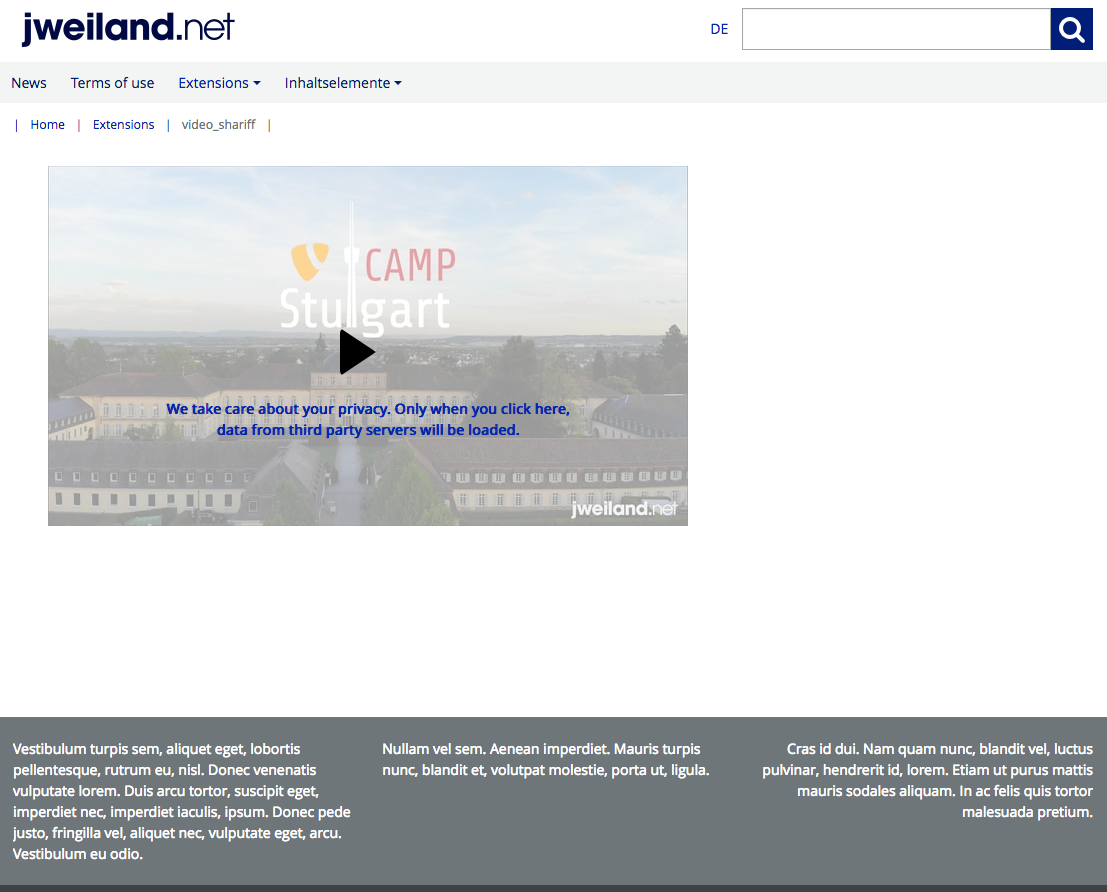 jweiland.net
DE
News Terms of use Extensions Inhaltselemente
| Home | Extensions | video_shariff |
CAMP
Stuttgart
We take care about your privacy. Only when you click here,
data from third party servers will be loaded.
jweiland.net
Vestibulum turpis sem, aliquet eget, lobortis
pellentesque, rutrum eu, nisl. Donec venenatis
vulputate lorem. Duis arcu tortor, suscipit eget,
imperdiet nec, imperdiet iaculis, ipsum. Donec pede
justo, fringilla vel, aliquet nec, vulputate eget, arcu.
Vestibulum eu odio.
Nullam vel sem. Aenean imperdiet. Mauris turpis
nunc, blandit et, volutpat molestie, porta ut, ligula.
Cras id dui. Nam quam nunc, blandit vel, luctus
pulvinar, hendrerit id, lorem. Etiam ut purus mattis
mauris sodales aliquam. In ac felis quis tortor
malesuada pretium.